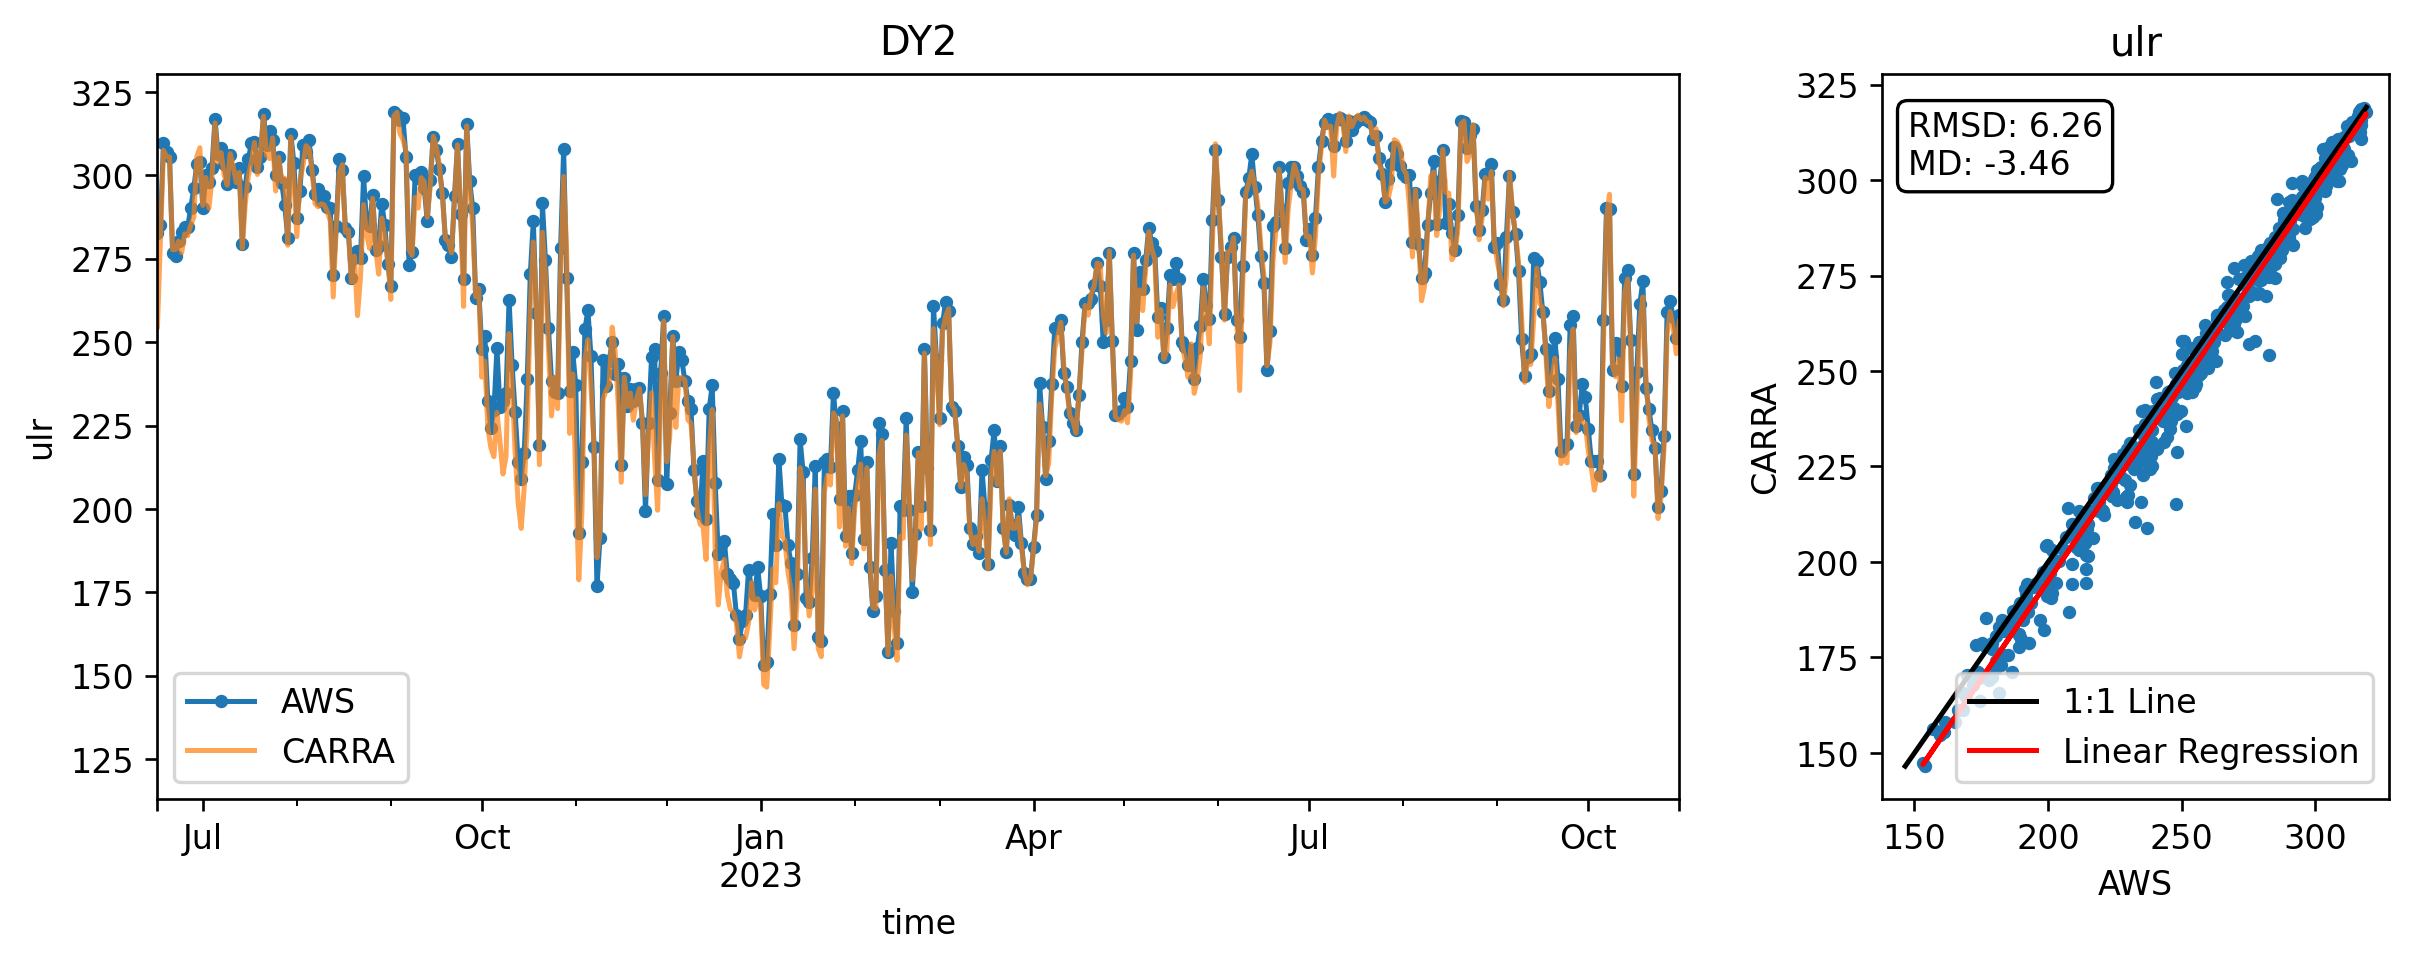 DY2
325
300
275
250
225
200
175
150
125
ulr
AWS
CARRA
Jul
Oct
Jan
2023
Apr
Jul
Oct
time
ulr
325
300
275
250
225
200
175
150
CARRA
RMSD: 6.26
MD: -3.46
1:1 Line
Linear Regression
150
200
250
300
AWS